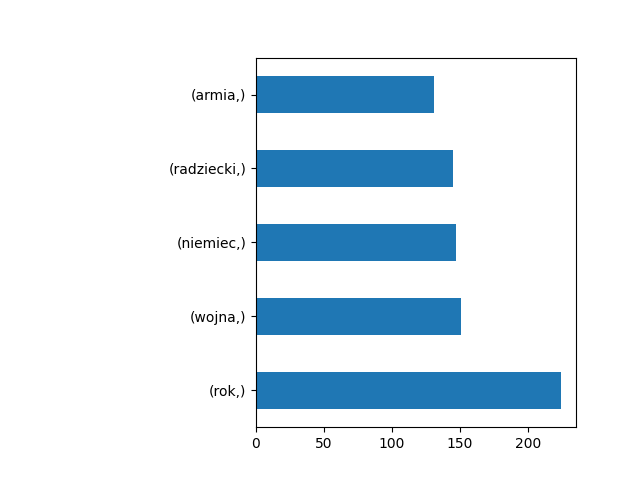 (armia,)
(radziecki,)
(niemiec,)
(wojna,)
(rok,)
0 50 100 150 200